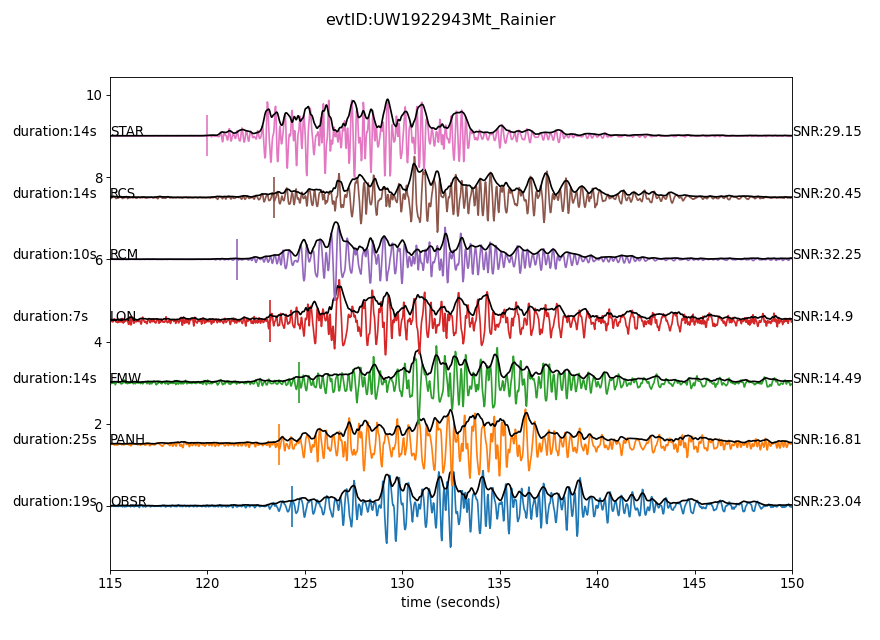 evtID:UW1922943Mt_Rainier
10
duration:14s STAR SNR:29.15
8
duration:14s RCS SNR:20.45
duration:10s RCM SNR:32.25
6
duration:7s LON SNR:14.9
4
duration:14s FMW SNR:14.49
2
duration:25s PANH SNR:16.81
duration:19s OBSR SNR:23.04
0
115 120 125 130 135 140 145 150
time (seconds)